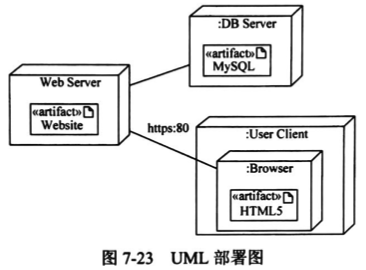 :DB Server
«artifact»
MySQL
Web Server
«artifact»
Website
https:80
:User Client
:Browser
«artifact»
HTML5
图 7-23 UML 部署图